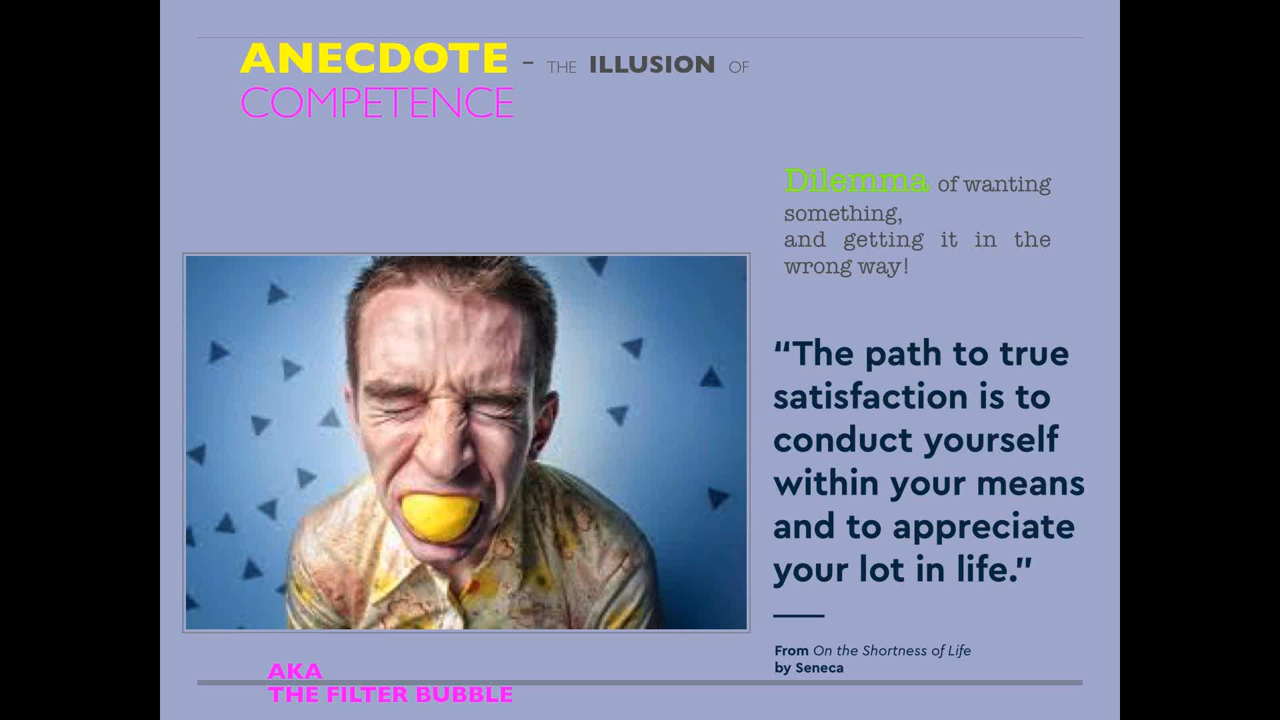 ANECDOTE – THE ILLUSION OF
COMPETENCE
Dilemma of wanting
something,
and getting it in the
wrong way!
“The path to true
satisfaction is to
conduct yourself
within your means
and to appreciate
your lot in life.”
From On the Shortness of Life
by Seneca
AKA
THE FILTER BUBBLE